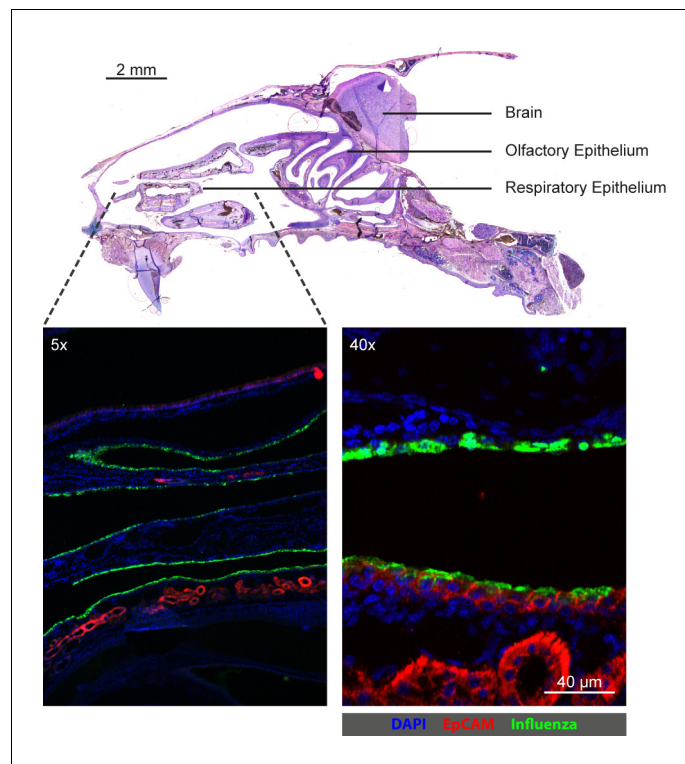 2 mm
Brain
Olfactory Epithelium
Respiratory Epithelium
5x
40x
40 µm
DAPI EpCAM Influenza